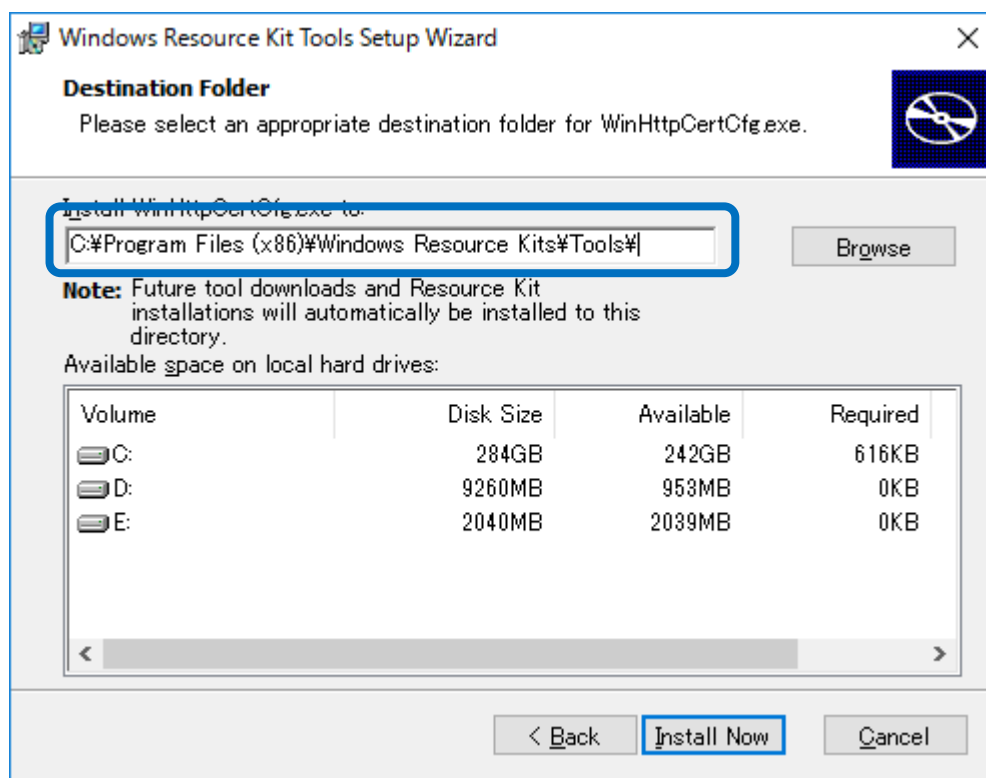 Windows Resource Kit Tools Setup Wizard
Destination Folder
Please select an appropriate destination folder for WinHttpCertCfg.exe.
Install WinHttpCertCfg.exe to:
C:¥Program Files (x86)¥Windows Resource Kits¥Tools¥
Browse
Note: Future tool downloads and Resource Kit
installations will automatically be installed to this
directory.
Available space on local hard drives:
Volume Disk Size Available Required
C: 284GB 242GB 616KB
D: 9260MB 953MB 0KB
E: 2040MB 2039MB 0KB
< Back Install Now Cancel